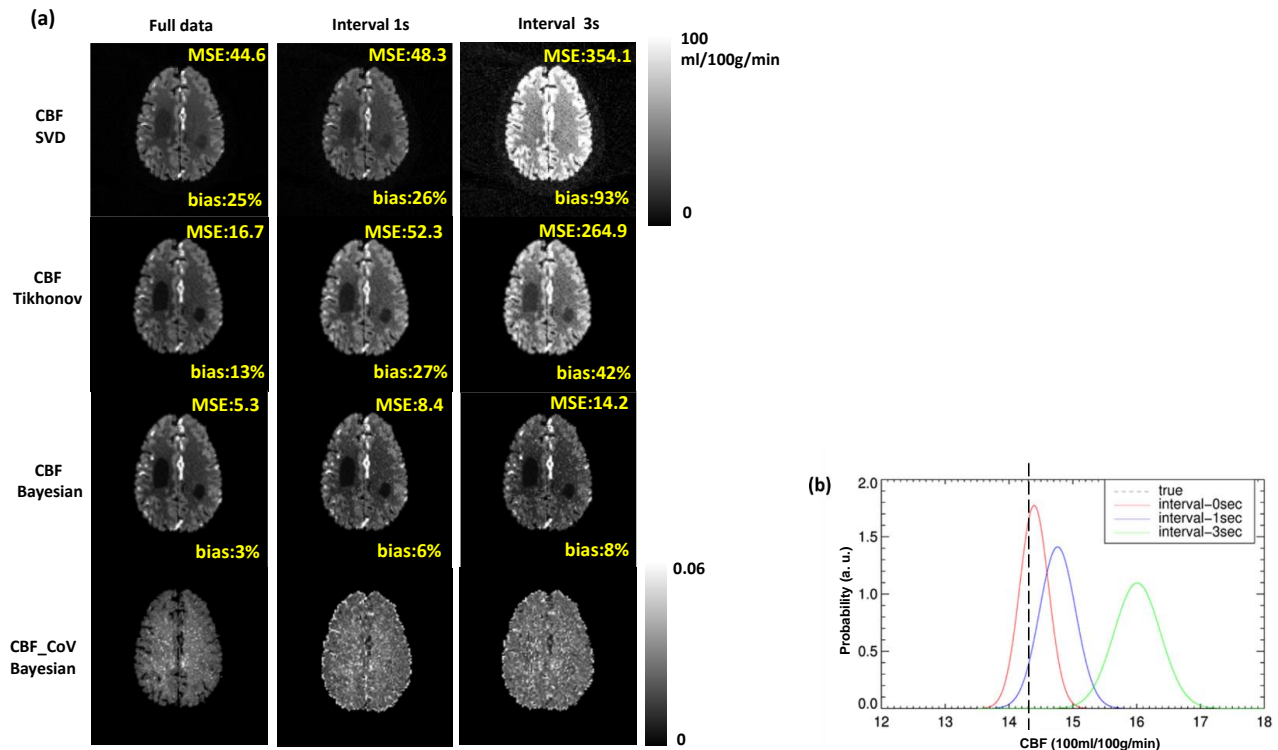 (a)
Full data
Interval 1s
Interval 3s
CBF
SVD
MSE:44.6
MSE:48.3
MSE:354.1
bias:25%
bias:26%
bias:93%
100
ml/100g/min
0
CBF
Tikhonov
MSE:16.7
MSE:52.3
MSE:264.9
bias:13%
bias:27%
bias:42%
CBF
Bayesian
MSE:5.3
MSE:8.4
MSE:14.2
bias:3%
bias:6%
bias:8%
CBF_CoV
Bayesian
0.06
0
(b)
Probability (a. u.)
2.0
1.5
1.0
0.5
0.0
true
interval-0sec
interval-1sec
interval-3sec
12 13 14 15 16 17 18
CBF (100ml/100g/min)